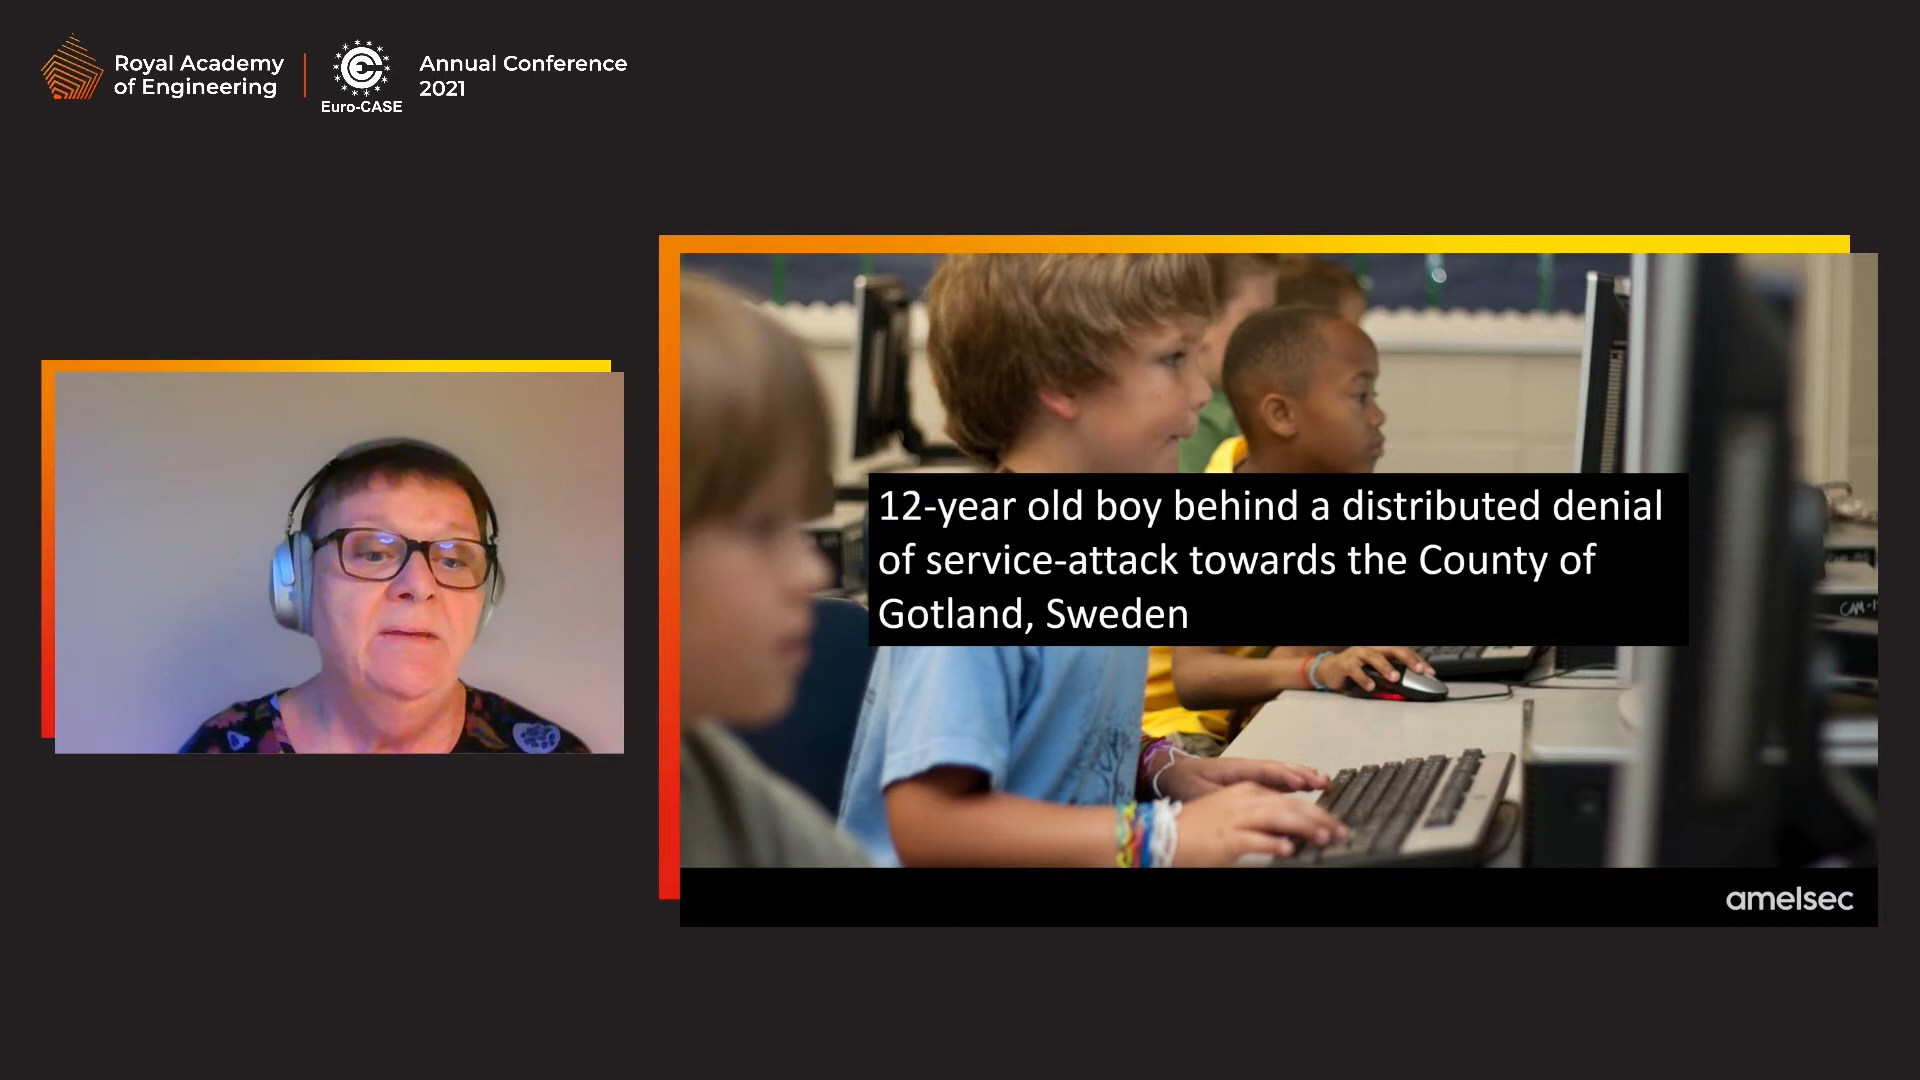 Royal Academy
of Engineering
Euro-CASE
Annual Conference
2021
12-year old boy behind a distributed denial
of service-attack towards the County of
Gotland, Sweden
amelsec